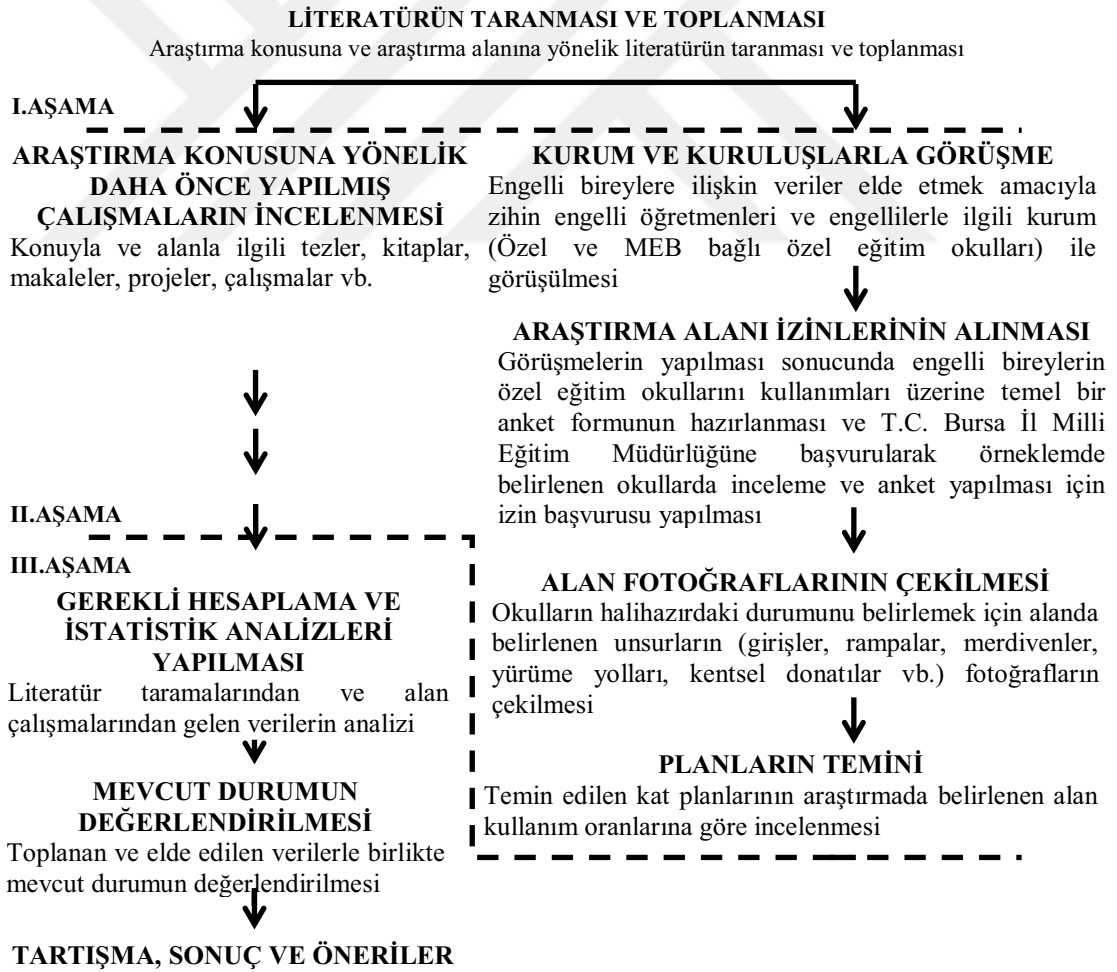 LİTERATÜRÜN TARANMASI VE TOPLANMASI
Araştırma konusuna ve araştırma alanına yönelik literatürün taranması ve toplanması
I.AŞAMA
ARAŞTIRMA KONUSUNA YÖNELİK
DAHA ÖNCE YAPILMIŞ
ÇALIŞMALARIN İNCELENMESİ
Konuyla ve alanla ilgili tezler, kitaplar,
makaleler, projeler, çalışmalar vb.
KURUM VE KURULUŞLARLA GÖRÜŞME
Engelli bireylere ilişkin veriler elde etmek amacıyla
zihin engelli öğretmenleri ve engellilerle ilgili kurum
(Özel ve MEB bağlı özel eğitim okulları) ile
görüşülmesi
ARAŞTIRMA ALANI İZİNLERİNİN ALINMASI
Görüşmelerin yapılması sonucunda engelli bireylerin
özel eğitim okullarını kullanımları üzerine temel bir
anket formunun hazırlanması ve T.C. Bursa İl Milli
Eğitim Müdürlüğüne başvurularak örneklemde
belirlenen okullarda inceleme ve anket yapılması için
izin başvurusu yapılması
II.AŞAMA
ALAN FOTOĞRAFLARININ ÇEKİLMESİ
Okulların halihazırdaki durumunu belirlemek için alanda
belirlenen unsurların (girişler, rampalar, merdivenler,
yürüme yolları, kentsel donatılar vb.) fotoğrafların
çekilmesi
PLANLARIN TEMİNİ
Temin edilen kat planlarının araştırmada belirlenen alan
kullanım oranlarına göre incelenmesi
III.AŞAMA
GEREKLİ HESAPLAMA VE
İSTATİSTİK ANALİZLERİ
YAPILMASI
Literatür taramalarından ve alan
çalışmalarından gelen verilerin analizi
MEVCUT DURUMUN
DEĞERLENDİRİLMESİ
Toplanan ve elde edilen verilerle birlikte
mevcut durumun değerlendirilmesi
TARTIŞMA, SONUÇ VE ÖNERİLER